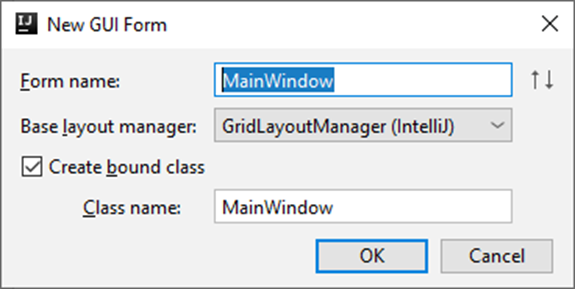 IJ New GUI Form
Form name: MainWindow
Base layout manager: GridLayoutManager (IntelliJ)
Create bound class
Class name: MainWindow
OK Cancel